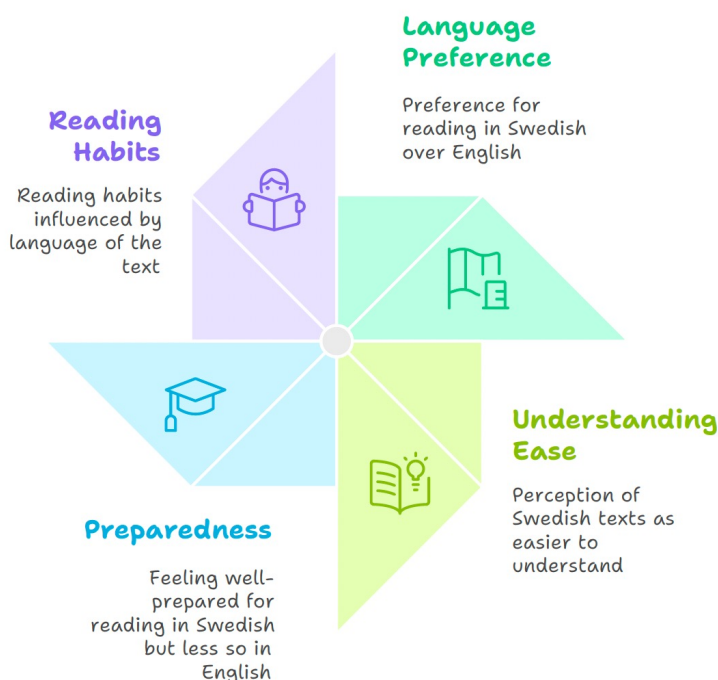 Language
Preference
Preference for
reading in Swedish
over English
Reading
Habits
Reading habits
influenced by
language of the
text
Understanding
Ease
Perception of
Swedish texts as
easier to
understand
Preparedness
Feeling well-
prepared for
reading in Swedish
but less so in
English